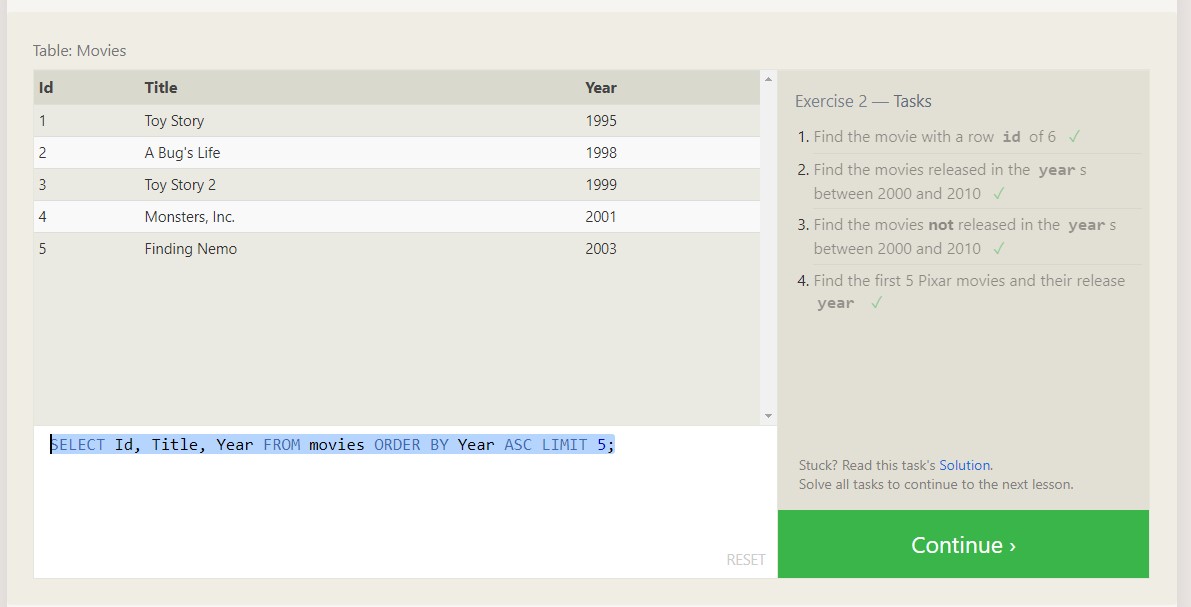 Table: Movies
Id Title Year
1 Toy Story 1995
2 A Bug's Life 1998
3 Toy Story 2 1999
4 Monsters, Inc. 2001
5 Finding Nemo 2003
SELECT Id, Title, Year FROM movies ORDER BY Year ASC LIMIT 5;
RESET
Exercise 2 — Tasks
1. Find the movie with a row id of 6 ✓
2. Find the movies released in the year s
between 2000 and 2010 ✓
3. Find the movies not released in the year s
between 2000 and 2010 ✓
4. Find the first 5 Pixar movies and their release
year ✓
Stuck? Read this task's Solution.
Solve all tasks to continue to the next lesson.
Continue ›